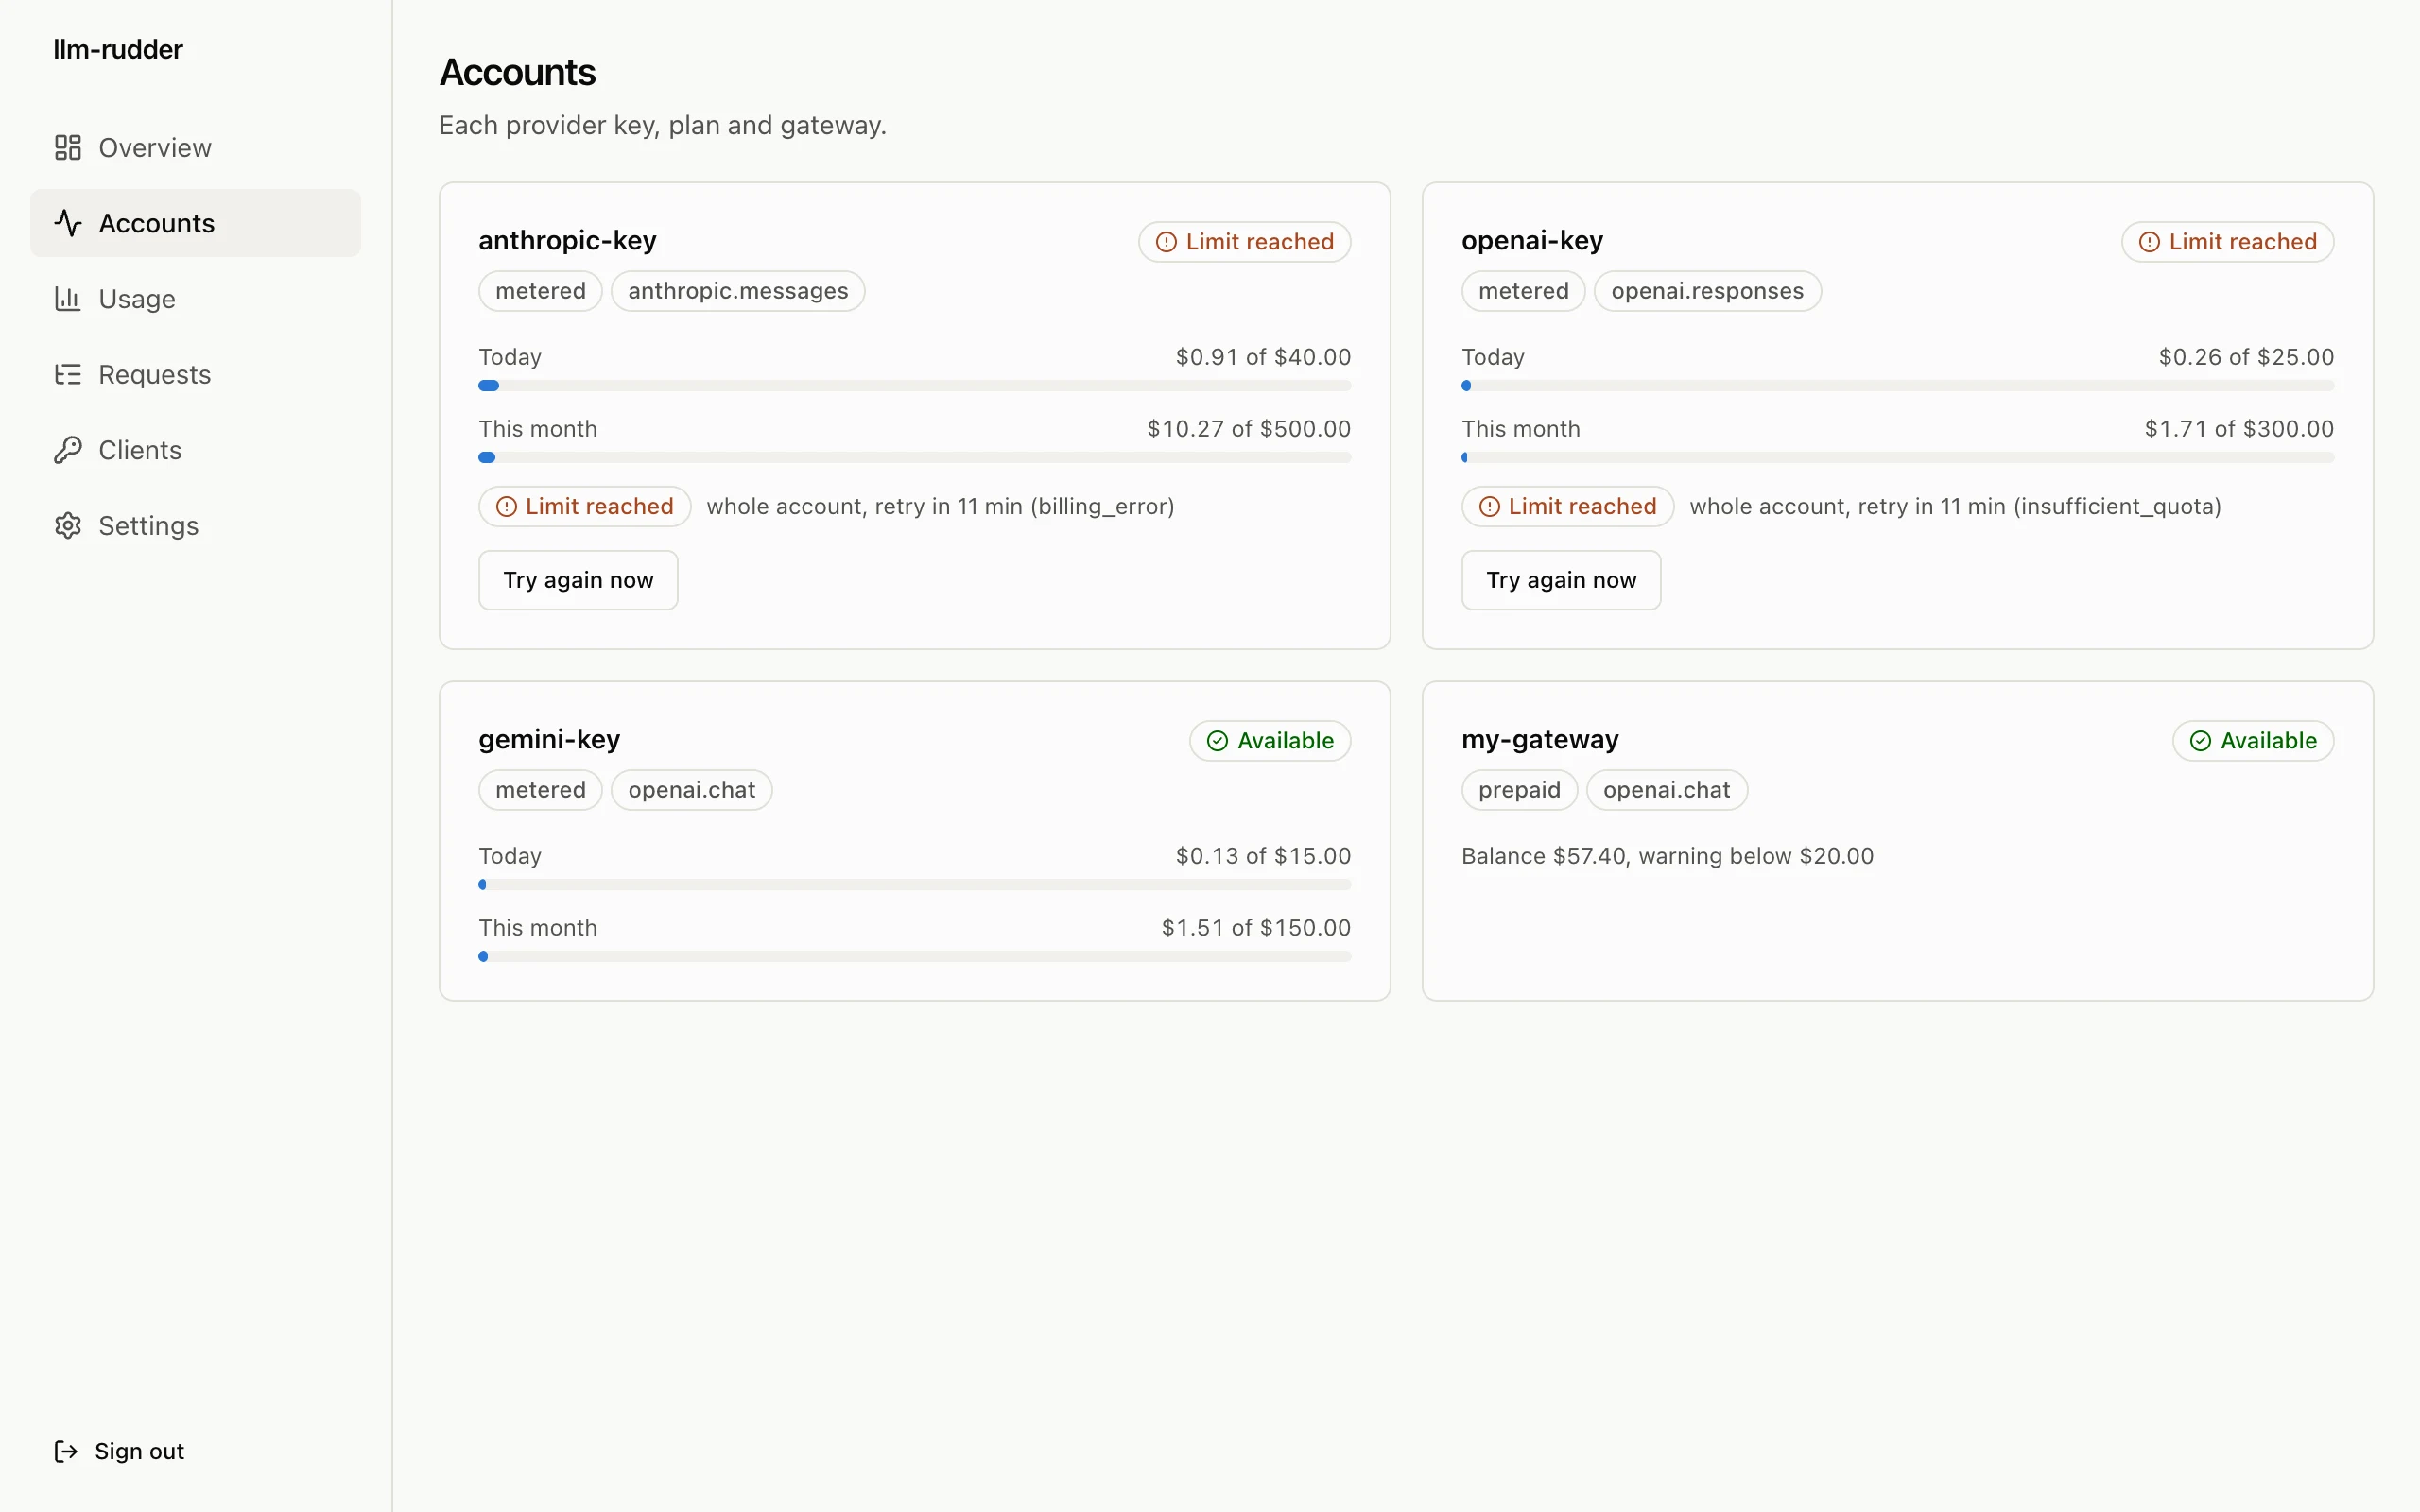 llm-rudder
Overview
Accounts
Usage
Requests
Clients
Settings
Sign out
Accounts
Each provider key, plan and gateway.
anthropic-key
Limit reached
metered
anthropic.messages
Today
$0.91 of $40.00
This month
$10.27 of $500.00
Limit reached whole account, retry in 11 min (billing_error)
Try again now
openai-key
Limit reached
metered
openai.responses
Today
$0.26 of $25.00
This month
$1.71 of $300.00
Limit reached whole account, retry in 11 min (insufficient_quota)
Try again now
gemini-key
Available
metered
openai.chat
Today
$0.13 of $15.00
This month
$1.51 of $150.00
my-gateway
Available
prepaid
openai.chat
Balance $57.40, warning below $20.00